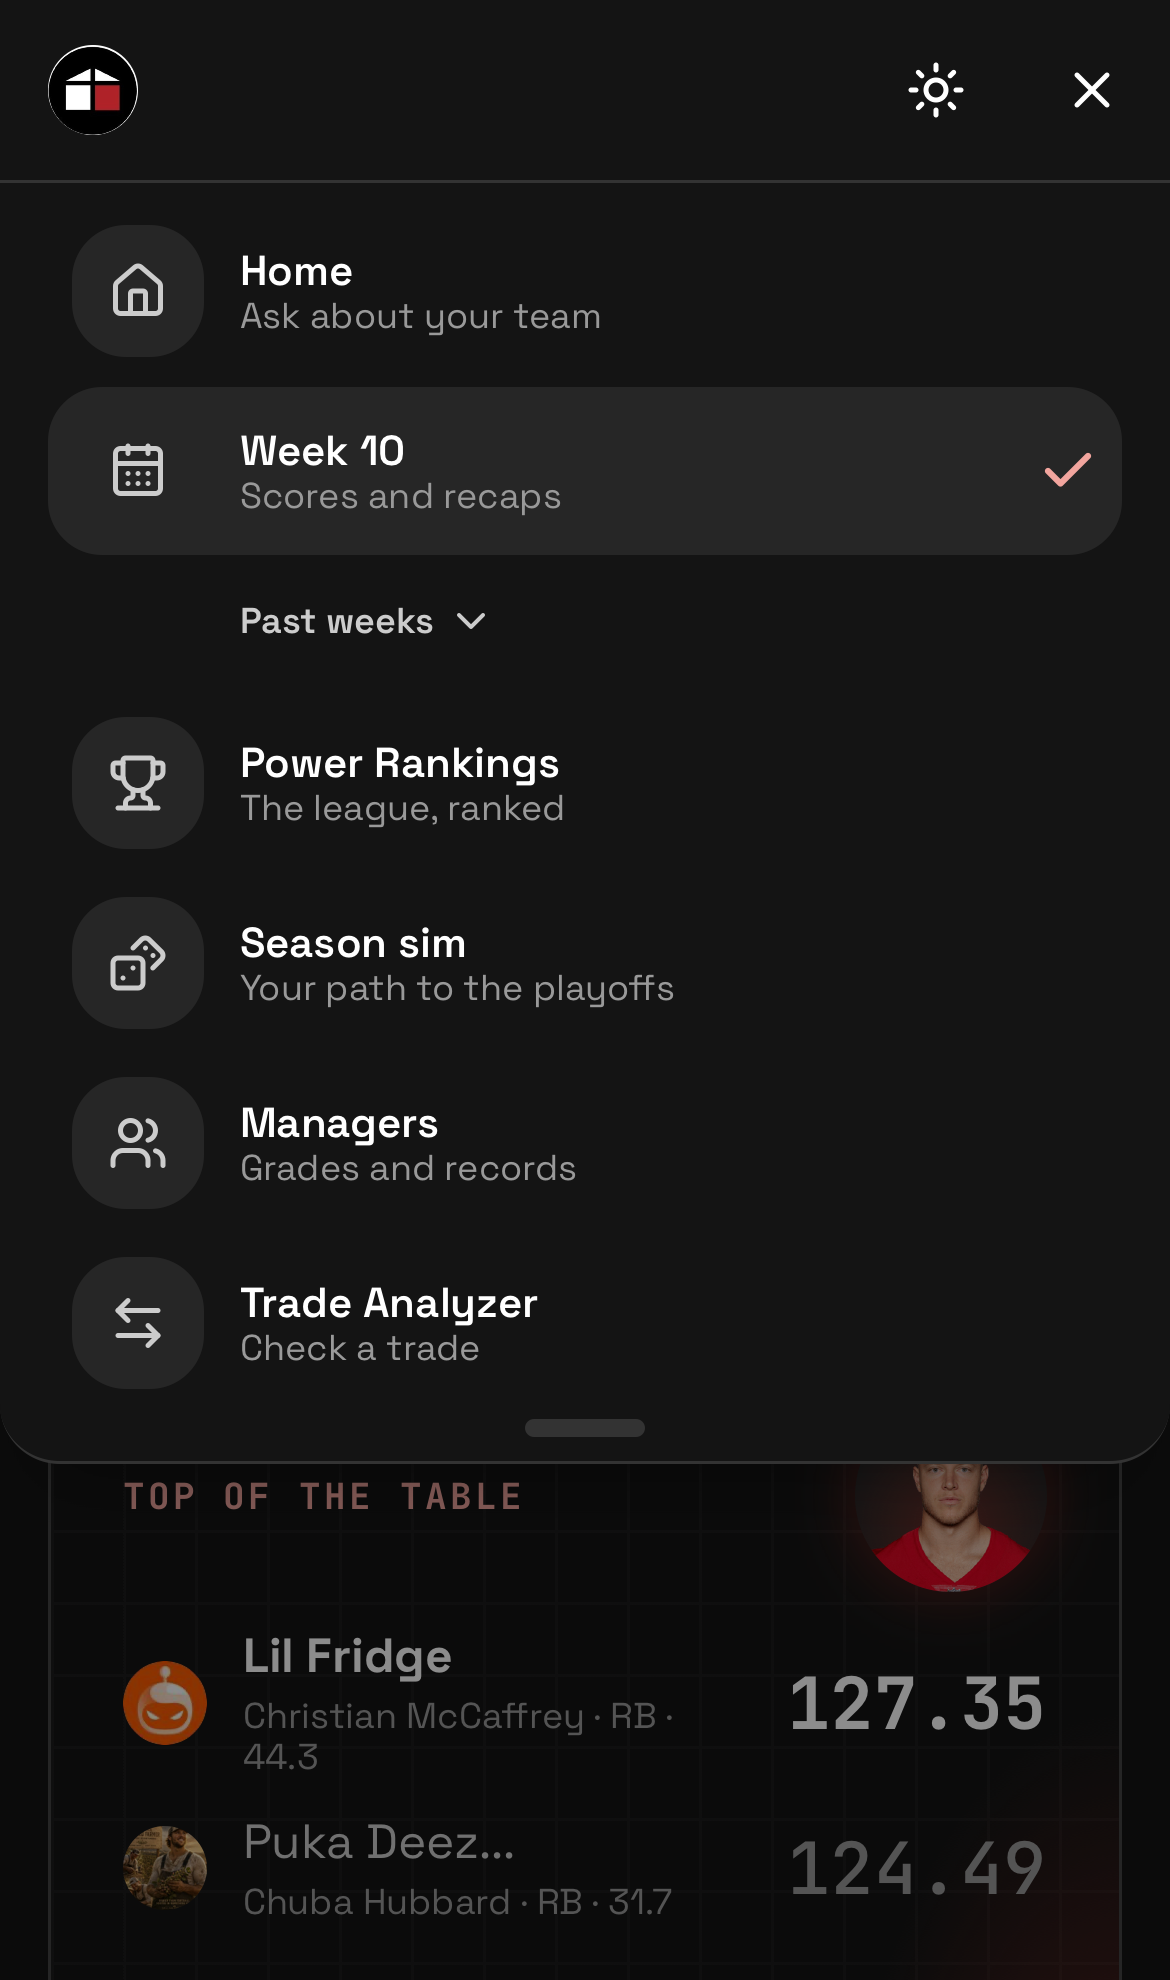 Home
Ask about your team
Week 10
Scores and recaps
Past weeks
Power Rankings
The league, ranked
Season sim
Your path to the playoffs
Managers
Grades and records
Trade Analyzer
Check a trade
TOP OF THE TABLE
Lil Fridge
127.35
Christian McCaffrey · RB ·
44.3
Puka Deez...
124.49
Chuba Hubbard · RB · 31.7